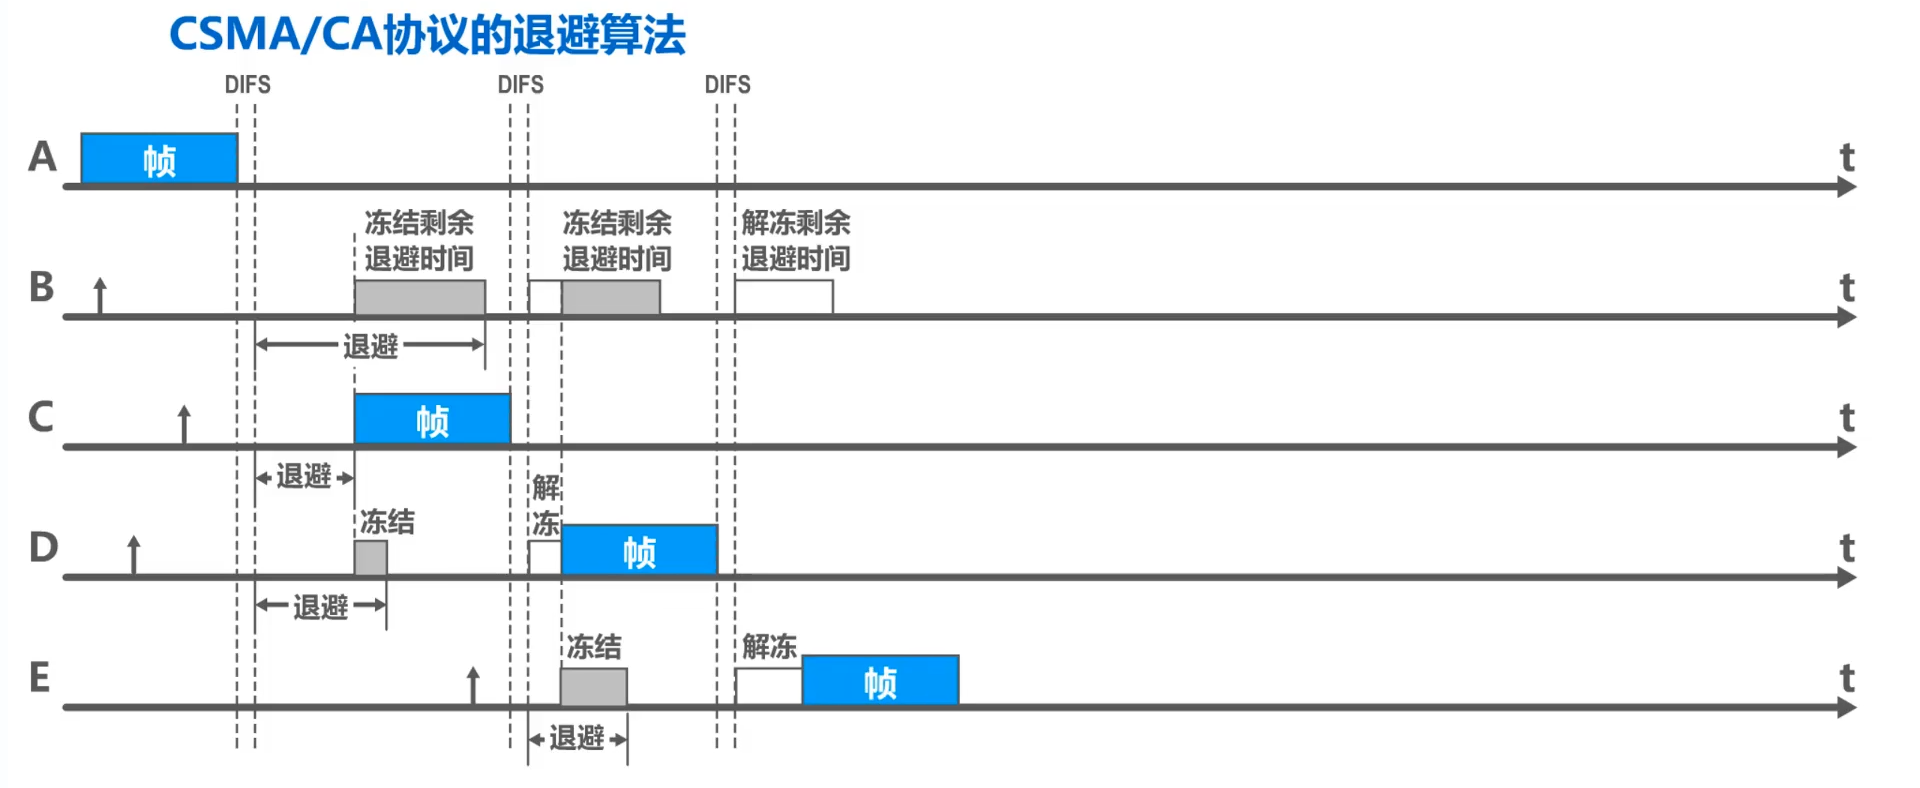 CSMA/CA协议的退避算法
DIFS DIFS DIFS
A 帧 t
冻结剩余 冻结剩余 解冻剩余
退避时间 退避时间 退避时间
B t
退避
C 帧 t
退避 解
冻结 冻
D 帧 t
退避
冻结 解冻
E 帧 t
退避